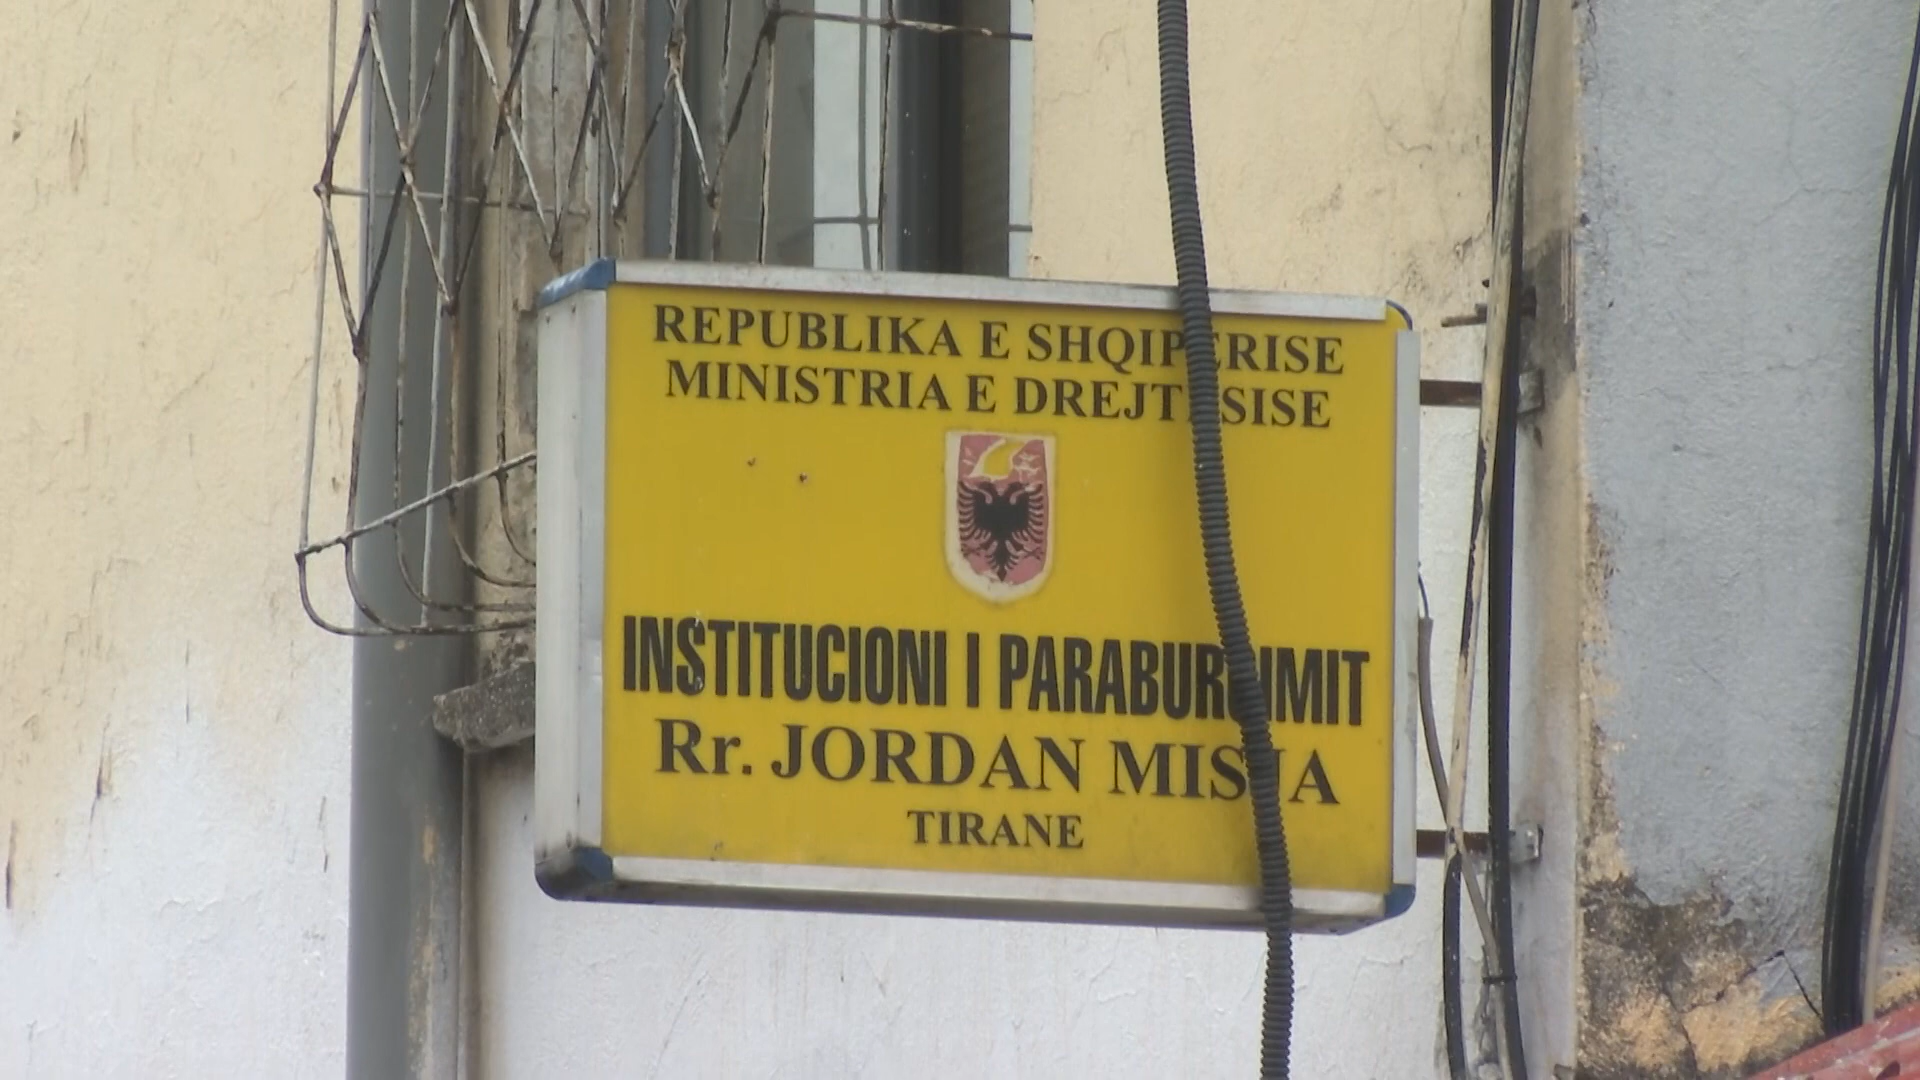 REPUBLIKA E SHQIPERISE
MINISTRIA E DREJTESISE
INSTITUCIONI I PARABURGIMIT
Rr. JORDAN MISJA
TIRANE